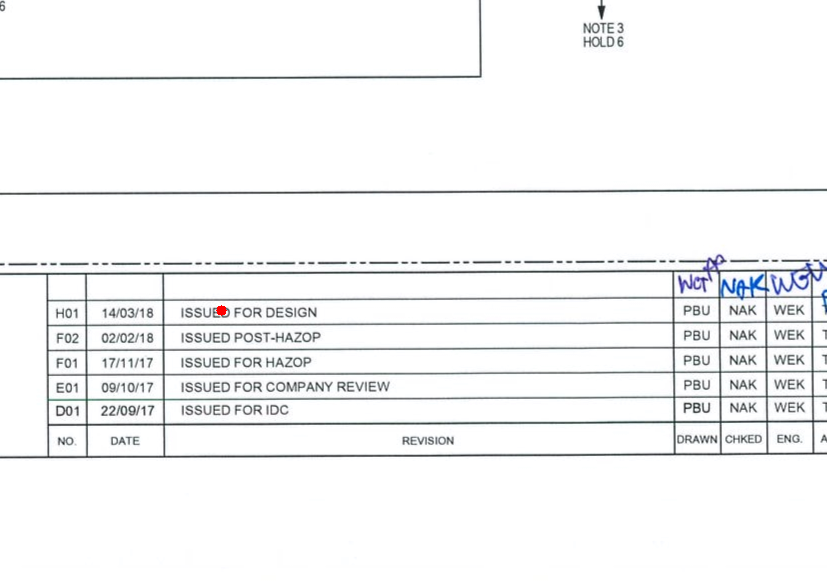 6
NOTE 3
HOLD 6
NAK
H01 14/03/18 ISSUED FOR DESIGN PBU NAK WEK
F02 02/02/18 ISSUED POST-HAZOP PBU NAK WEK T
F01 17/11/17 ISSUED FOR HAZOP PBU NAK WEK T
E01 09/10/17 ISSUED FOR COMPANY REVIEW PBU NAK WEK T
D01 22/09/17 ISSUED FOR IDC PBU NAK WEK T
NO. DATE REVISION DRAWN CHKED ENG. A